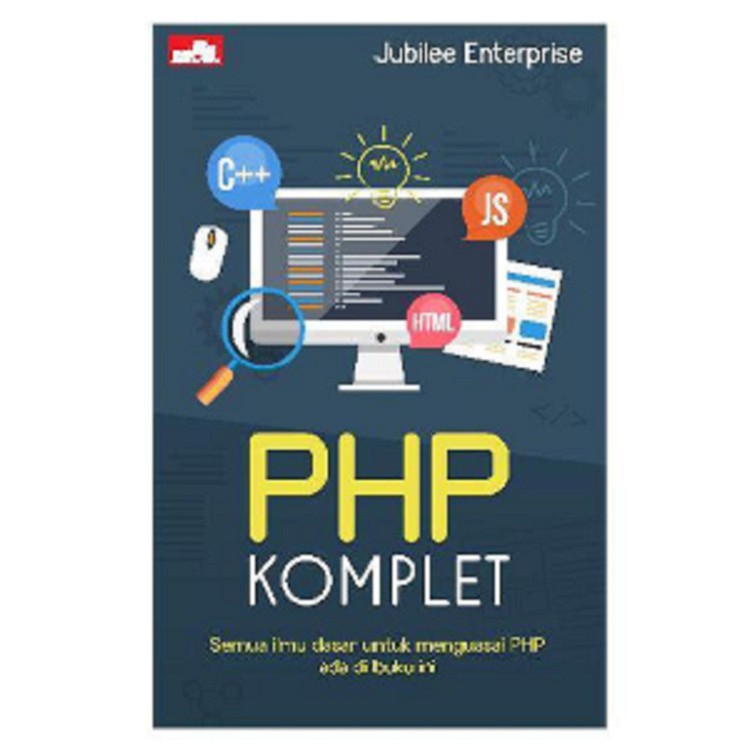 Jubilee Enterprise
C++
JS
HTML
PHP
KOMPLET
Semua ilmu dasar untuk menguasai PHP
ada di buku ini